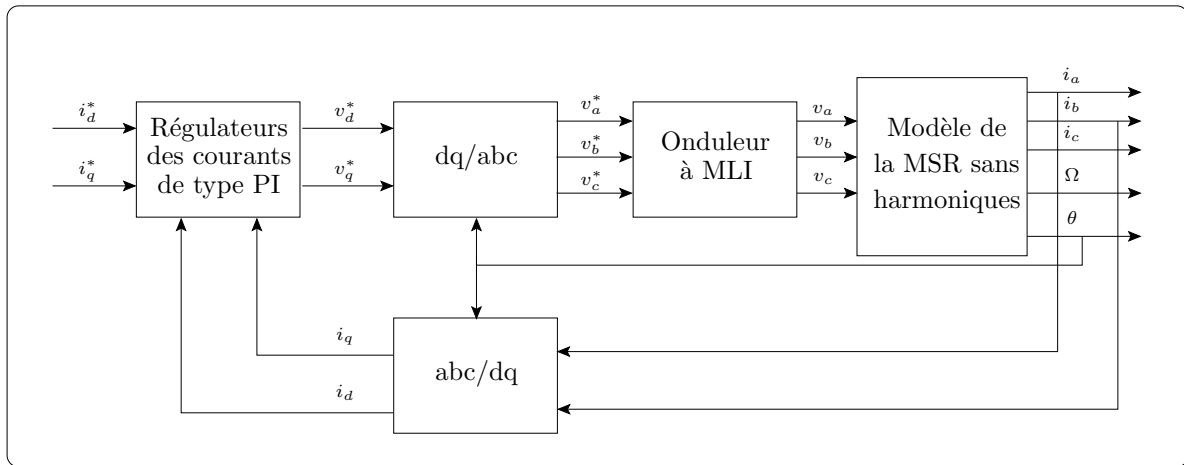 i_d^*
i_q^*
Régulateurs
des courants
de type PI
v_d^*
v_q^*
dq/abc
v_a^*
v_b^*
v_c^*
Onduleur
à MLI
v_a
v_b
v_c
Modèle de
la MSR sans
harmoniques
i_a
i_b
i_c
Ω
θ
i_q
i_d
abc/dq